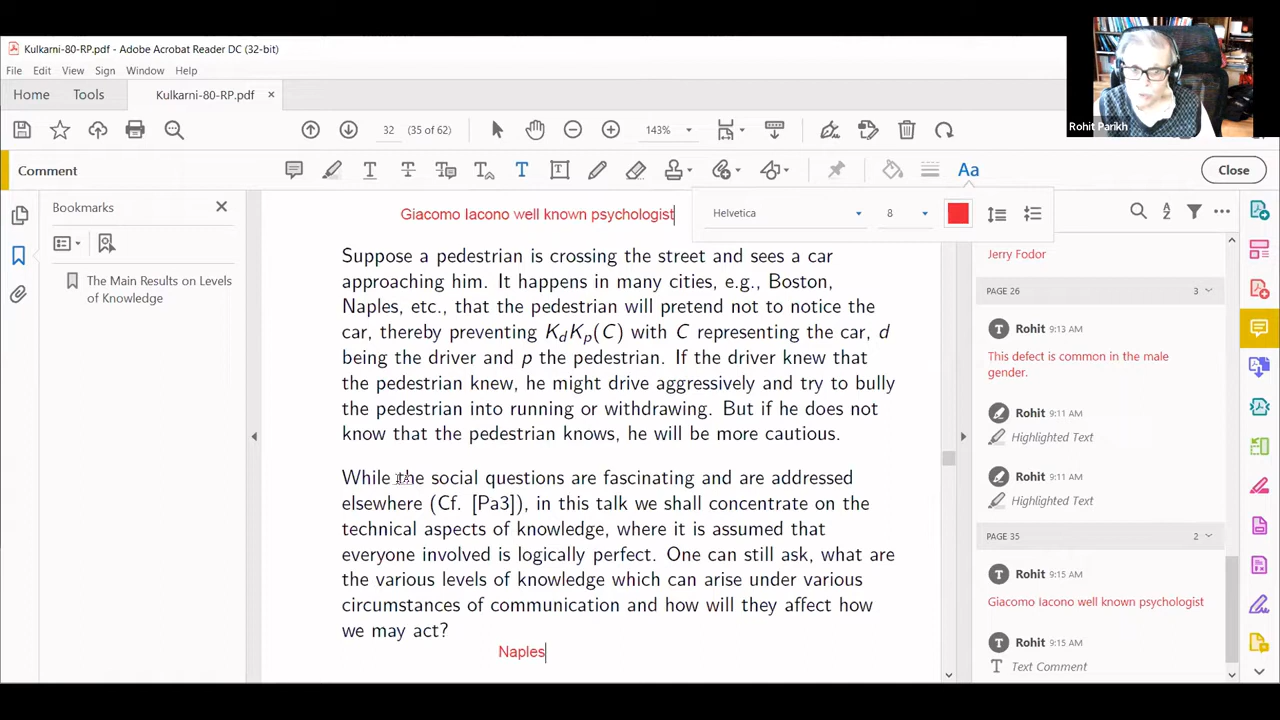 Kulkarni-80-RP.pdf - Adobe Acrobat Reader DC (32-bit)
File Edit View Sign Window Help
Home Tools Kulkarni-80-RP.pdf ×
32 (35 of 62) 143%
Rohit Parikh
Comment
Close
Bookmarks
The Main Results on Levels
of Knowledge
Helvetica 8
Giacomo Iacono well known psychologist
Suppose a pedestrian is crossing the street and sees a car
approaching him. It happens in many cities, e.g., Boston,
Naples, etc., that the pedestrian will pretend not to notice the
car, thereby preventing KdKp(C) with C representing the car, d
being the driver and p the pedestrian. If the driver knew that
the pedestrian knew, he might drive aggressively and try to bully
the pedestrian into running or withdrawing. But if he does not
know that the pedestrian knows, he will be more cautious.
While the social questions are fascinating and are addressed
elsewhere (Cf. [Pa3]), in this talk we shall concentrate on the
technical aspects of knowledge, where it is assumed that
everyone involved is logically perfect. One can still ask, what are
the various levels of knowledge which can arise under various
circumstances of communication and how will they affect how
we may act?
Naples
Jerry Fodor
PAGE 26 3
Rohit 9:13 AM
This defect is common in the male
gender.
Rohit 9:11 AM
Highlighted Text
Rohit 9:11 AM
Highlighted Text
PAGE 35 2
Rohit 9:15 AM
Giacomo Iacono well known psychologist
Rohit 9:15 AM
Text Comment